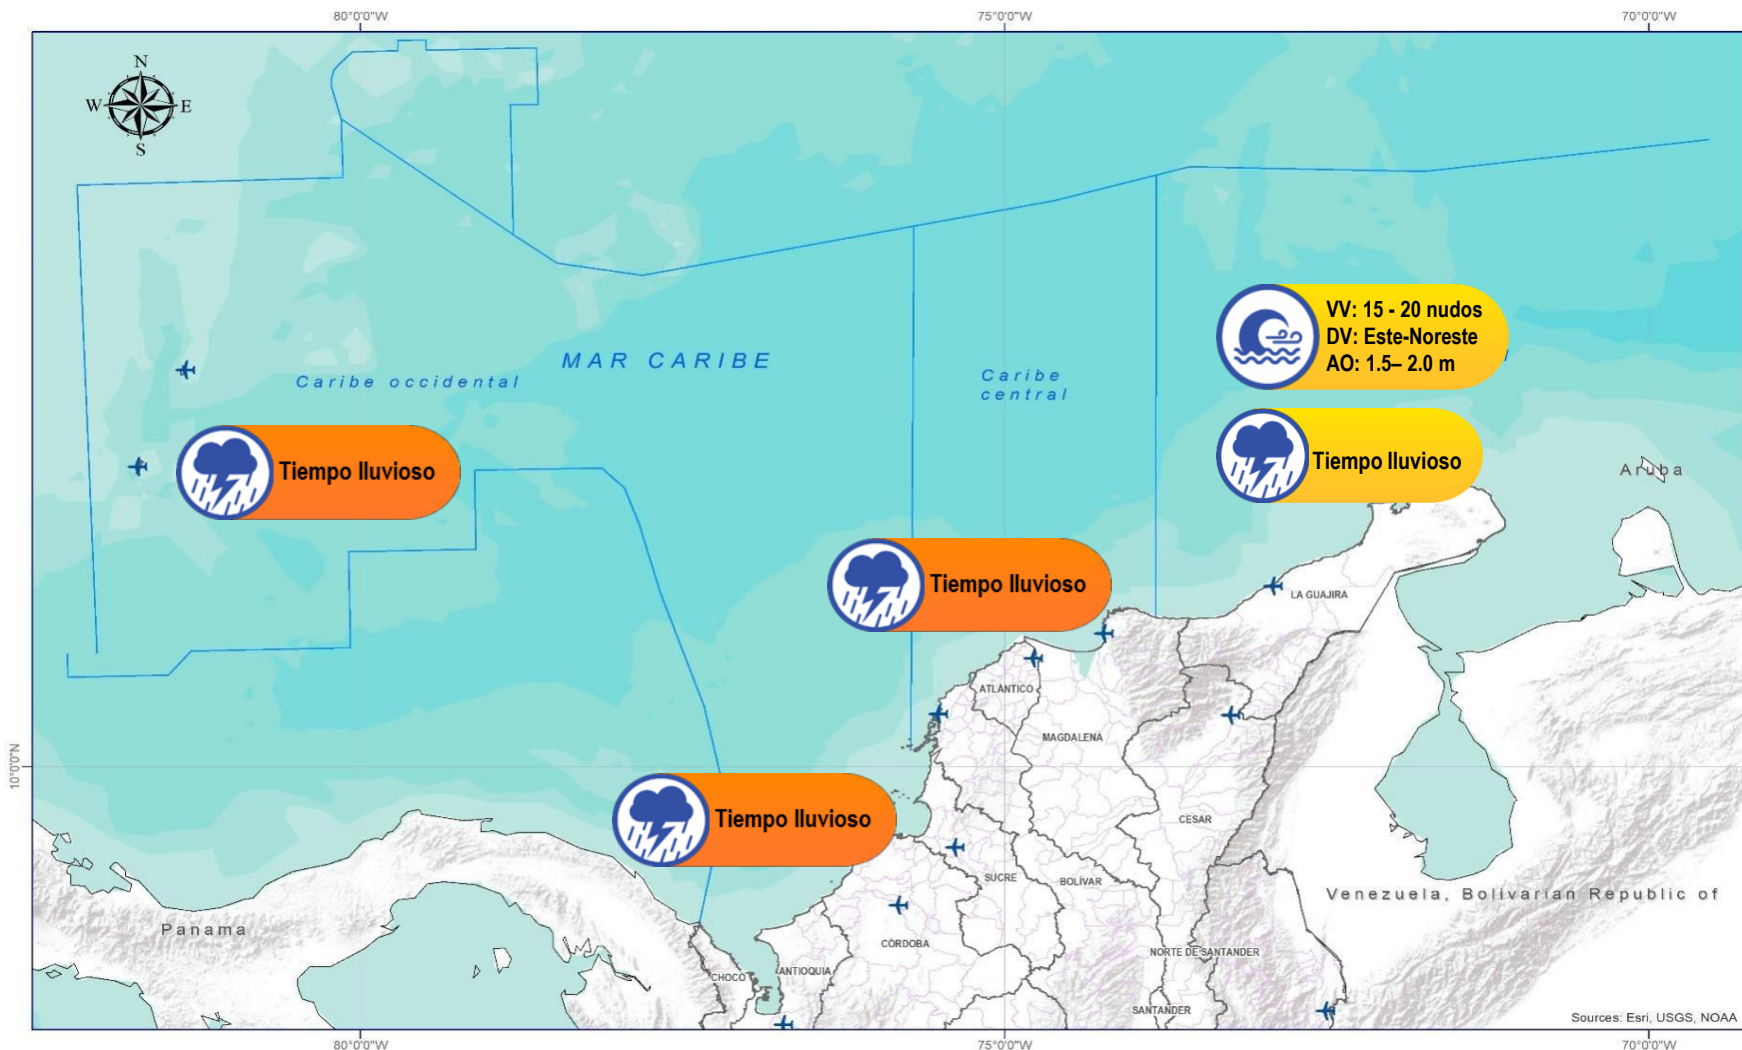 80°0'0"W
75°0'0"W
70°0'0"W
N
W
E
S
VV: 15 - 20 nudos
DV: Este-Noreste
AO: 1.5– 2.0 m
MAR CARIBE
Caribe occidental
Caribe
central
Tiempo lluvioso
Tiempo lluvioso
Aruba
Tiempo lluvioso
LA GUAJIRA
ATLANTICO
MAGDALENA
10°0'0"N
Tiempo lluvioso
CESAR
SUCRE
BOLÍVAR
Venezuela, Bolivarian Republic of
Panama
CÓRDOBA
NORTE DE SANTANDER
CHOCO
ANTIOQUIA
SANTANDER
Sources: Esri, USGS, NOAA
80°0'0"W
75°0'0"W
70°0'0"W